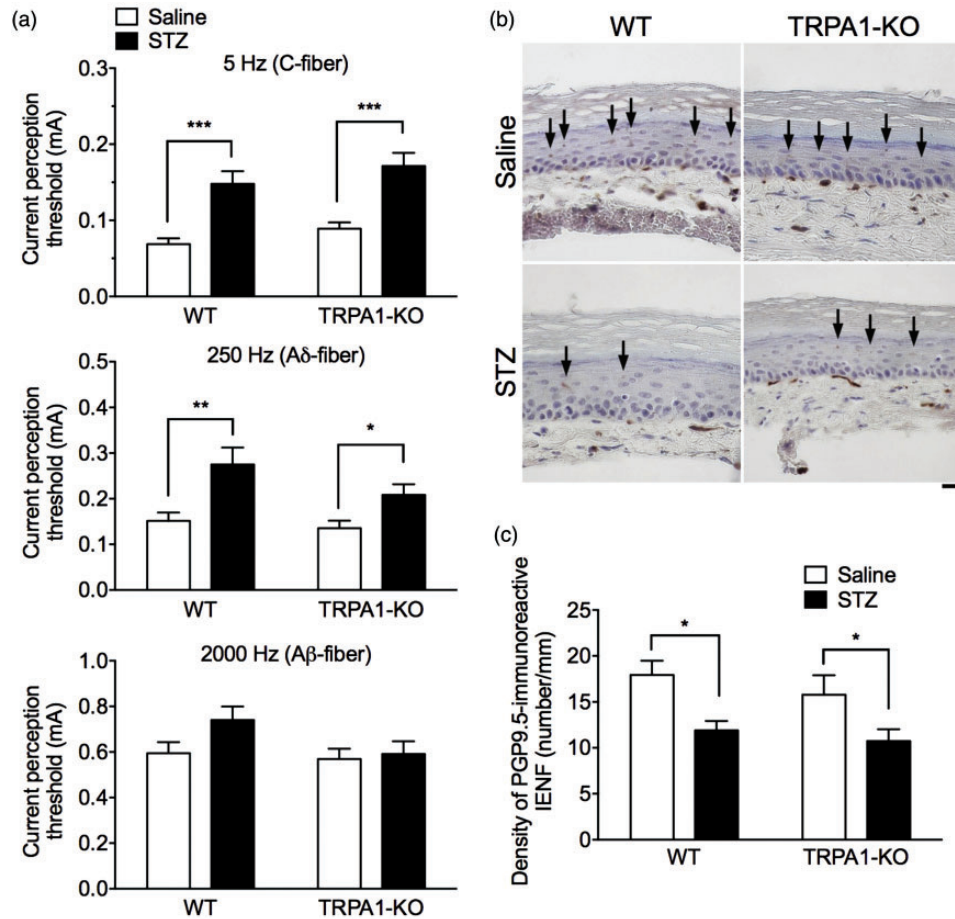 (a)
Saline
STZ
5 Hz (C-fiber)
Current perception
threshold (mA)
0.3
0.2
0.1
0.0
***
***
WT
TRPA1-KO
250 Hz (Aδ-fiber)
Current perception
threshold (mA)
0.5
0.4
0.3
0.2
0.1
0.0
**
*
WT
TRPA1-KO
2000 Hz (Aβ-fiber)
Current perception
threshold (mA)
1.0
0.8
0.6
0.4
0.2
0.0
WT
TRPA1-KO
(b)
WT
TRPA1-KO
Saline
STZ
(c)
Saline
STZ
Density of PGP9.5-immunoreactive
IENF (number/mm)
25
20
15
10
5
0
*
*
WT
TRPA1-KO